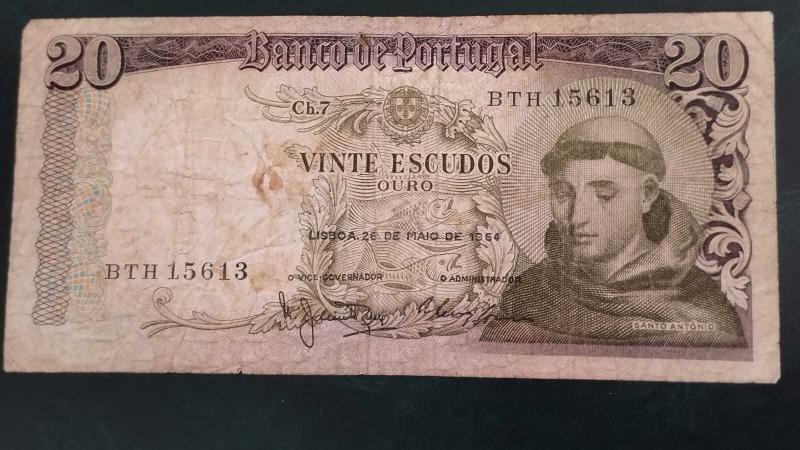 20 Banco de Portugal 20
Ch.7
BTH 15613
VINTE ESCUDOS
OURO
LISBOA, 26 DE MAIO DE 1964
BTH 15613
O VICE-GOVERNADOR
O ADMINISTRADOR
SANTO ANTÓNIO